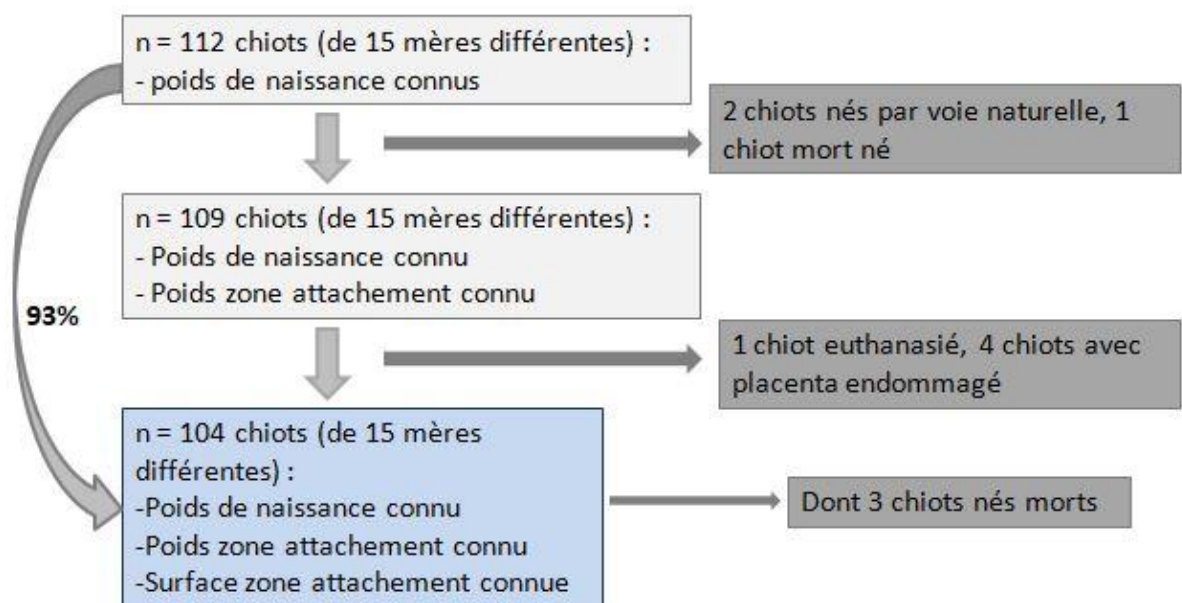 n = 112 chiots (de 15 mères différentes) :
- poids de naissance connus
2 chiots nés par voie naturelle, 1
chiot mort né
n = 109 chiots (de 15 mères différentes) :
- Poids de naissance connu
- Poids zone attachement connu
93%
1 chiot euthanasié, 4 chiots avec
placenta endommagé
n = 104 chiots (de 15 mères
différentes) :
-Poids de naissance connu
-Poids zone attachement connu
-Surface zone attachement connue
Dont 3 chiots nés morts